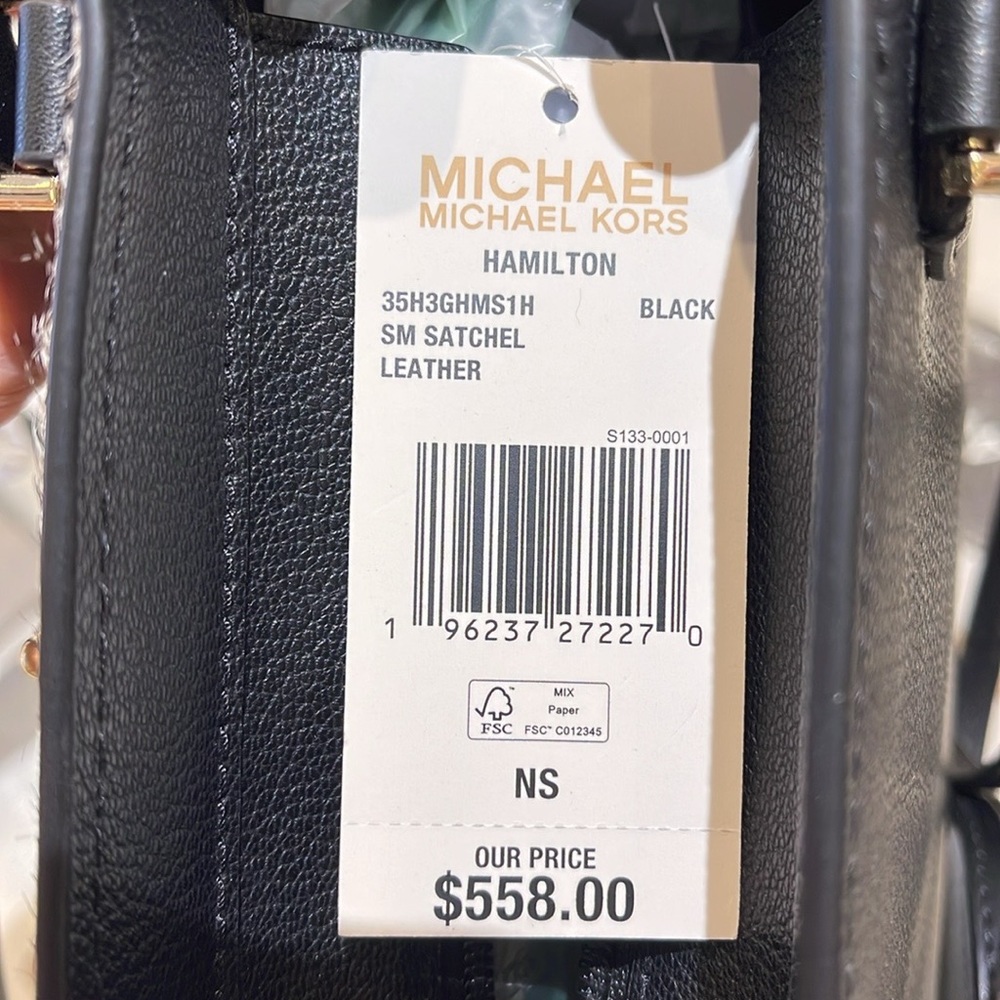 MICHAEL
MICHAEL KORS
HAMILTON
35H3GHMS1H BLACK
SM SATCHEL
LEATHER
S133-0001
1 96237 27227 0
FSC
MIX
Paper
FSC™ C012345
NS
OUR PRICE
$558.00